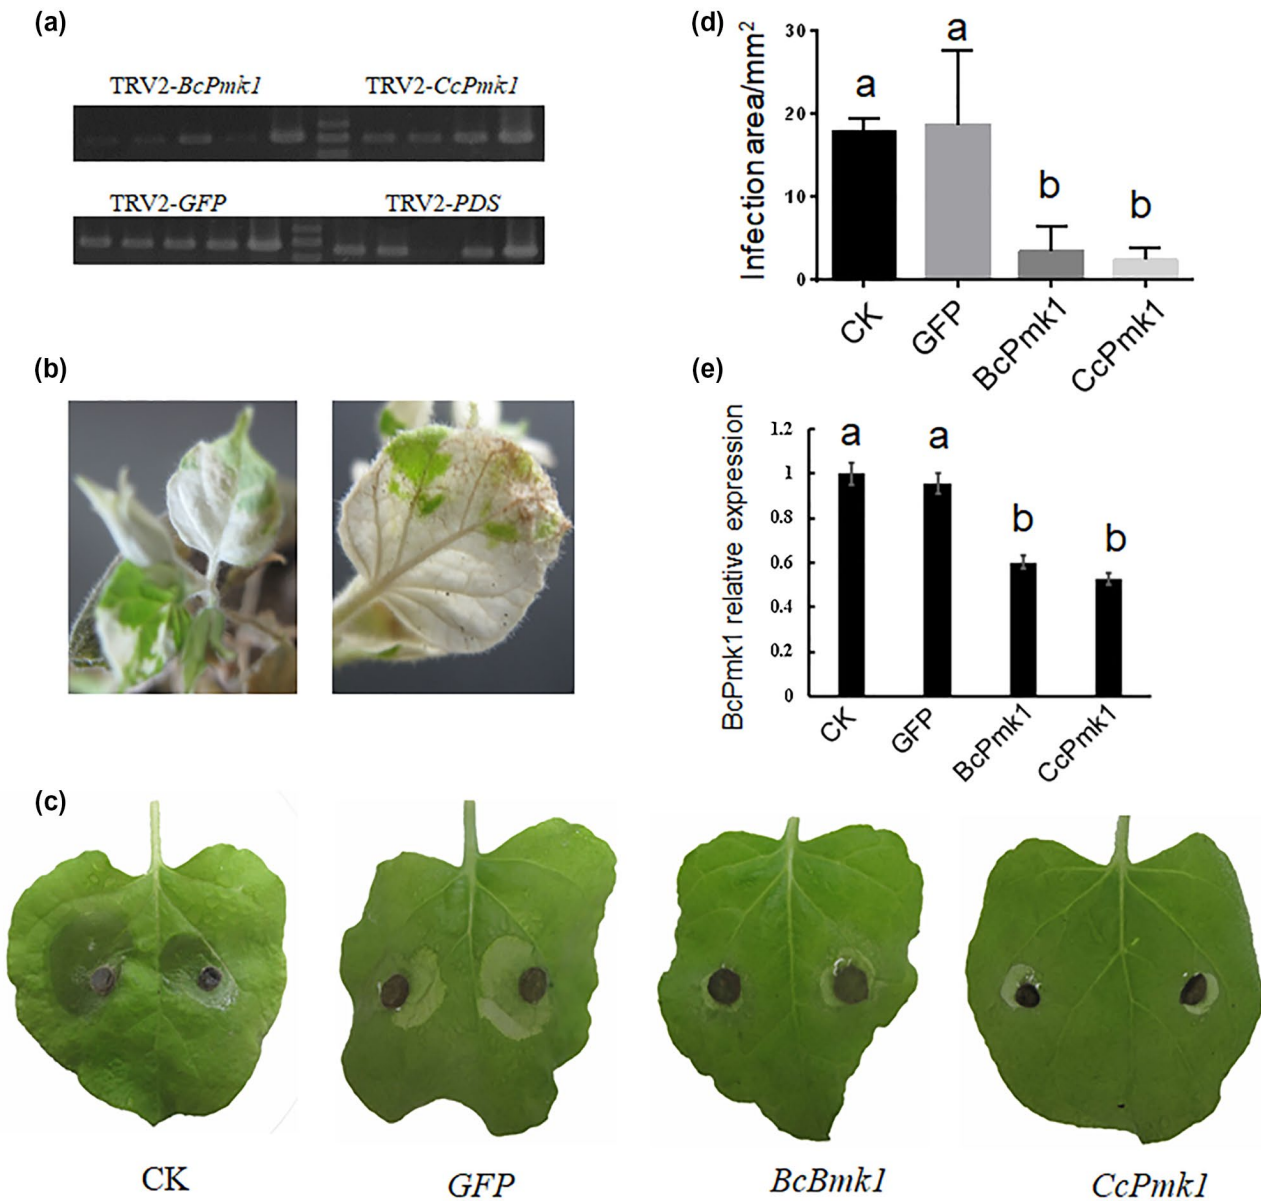 (a)
TRV2-BcPmk1 TRV2-CcPmk1
TRV2-GFP TRV2-PDS
(b)
(c)
CK GFP BcBmk1 CcPmk1
(d)
Infection area/mm²
30
20
10
0
a a b b
CK GFP BcPmk1 CcPmk1
(e)
BcPmk1 relative expression
1.2
1
0.8
0.6
0.4
0.2
0
a a b b
CK GFP BcPmk1 CcPmk1